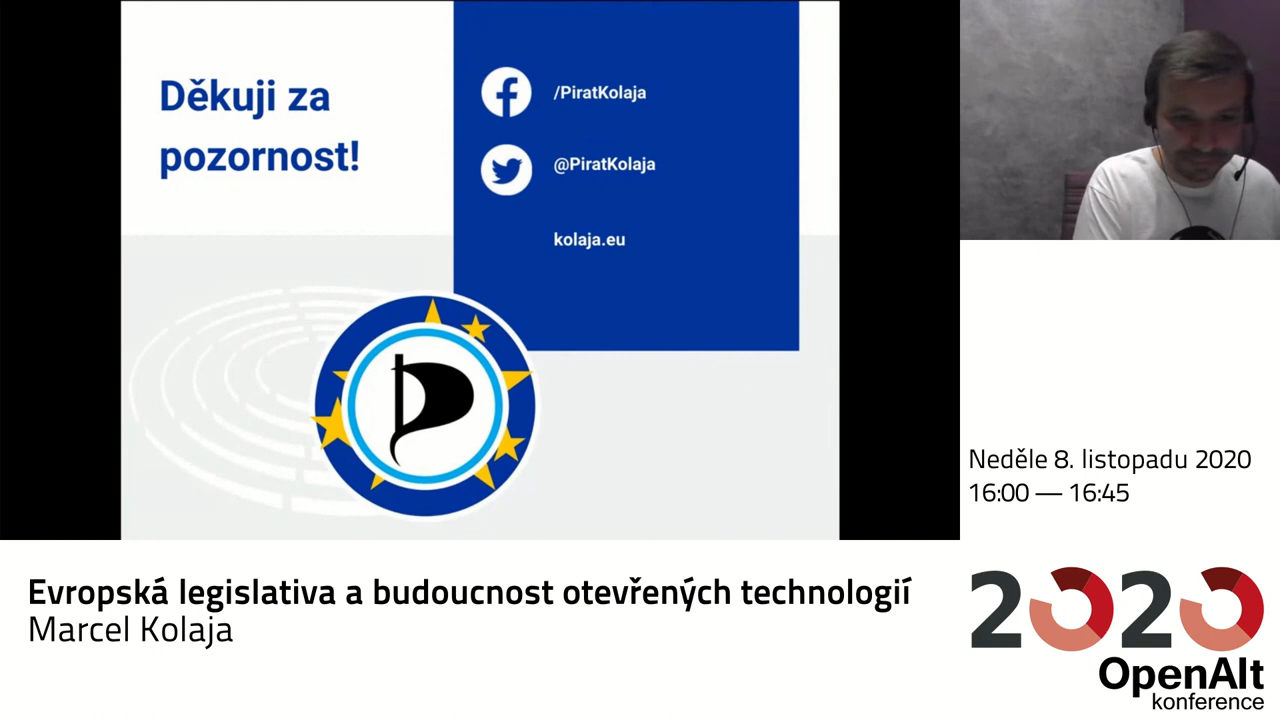 Děkuji za
pozornost!
/PiratKolaja
@PiratKolaja
kolaja.eu
Neděle 8. listopadu 2020
16:00 — 16:45
Evropská legislativa a budoucnost otevřených technologií
Marcel Kolaja
2020
OpenAlt
konference